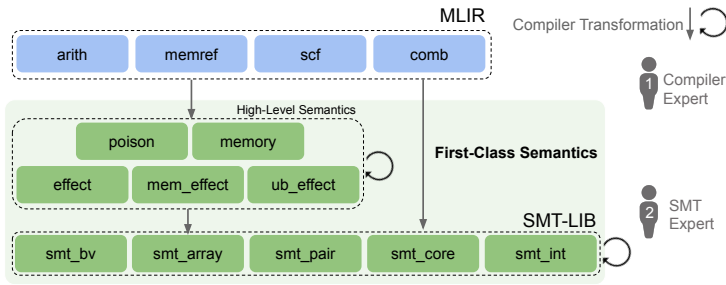 MLIR
Compiler Transformation
arith memref scf comb
1 Compiler
Expert
High-Level Semantics
poison memory
First-Class Semantics
effect mem_effect ub_effect
2 SMT
Expert
SMT-LIB
smt_bv smt_array smt_pair smt_core smt_int